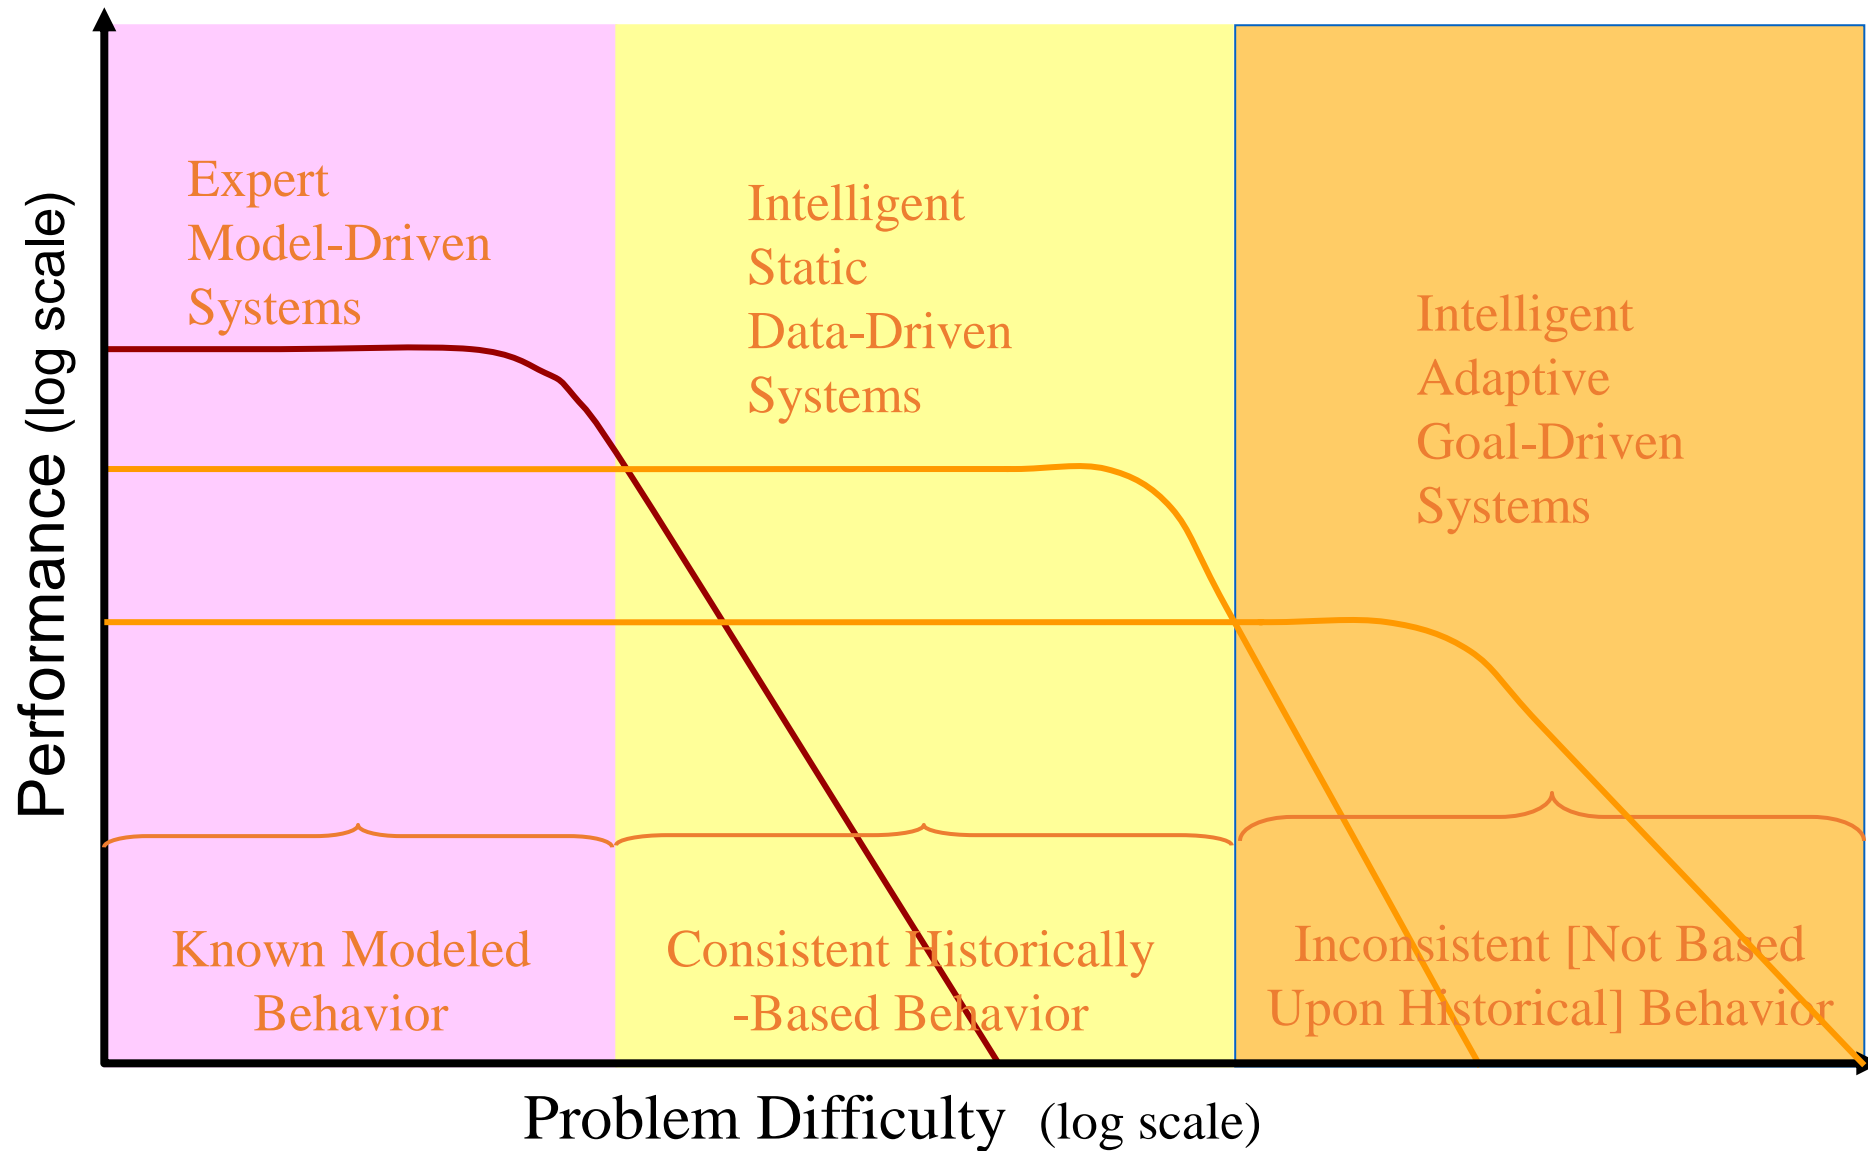 Performance (log scale)
Expert
Model-Driven
Systems
Intelligent
Static
Data-Driven
Systems
Intelligent
Adaptive
Goal-Driven
Systems
Known Modeled
Behavior
Consistent Historically
-Based Behavior
Inconsistent [Not Based
Upon Historical] Behavior
Problem Difficulty (log scale)